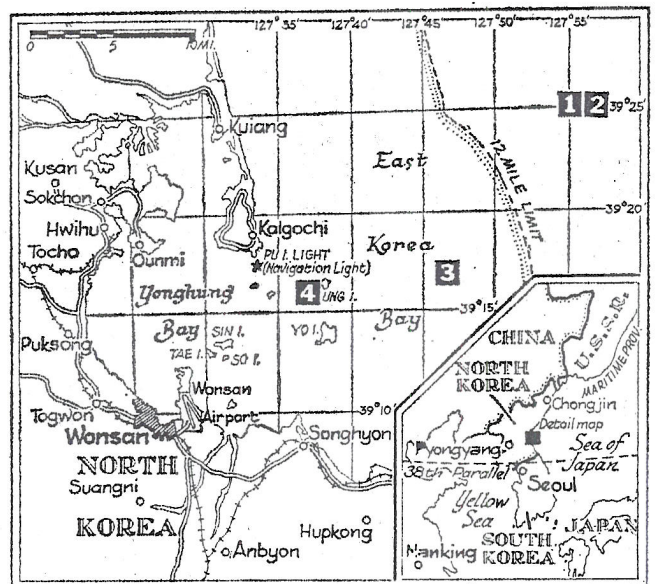 127°35' 127°40' 127°45' 127°50' 127°55'
0 5 10 MI.
1 2
39°25'
Kujang
East
12 MILE LIMIT
Kusan
Sokchon
39°20'
Hwihu
Kalgochi
Korea
Tocho
Ounmi
PU I. LIGHT
(Navigation Light)
3
Yonghung
4
UNG I.
39°15'
Bay
Bay
SIN I.
YO I.
Puksong
TAE I.
Wonsan
Airport
39°10'
Togwon
Wonsan
Songhyon
NORTH
KOREA
Suangni
Hupkong
Anbyon
CHINA
U.S.S.R.
MARITIME PROV.
NORTH
KOREA
Chongjin
Detail map
Pyongyang
Sea of
Japan
38th Parallel
Seoul
Yellow
Sea
JAPAN
SOUTH
KOREA
Nanking